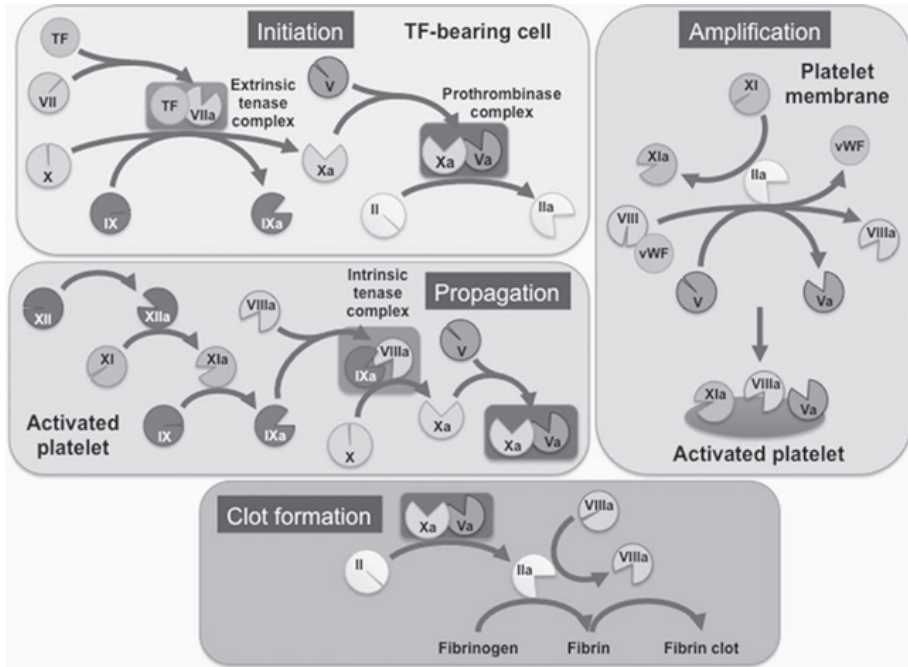 Initiation
TF-bearing cell
TF
VII
TF
VIIa
Extrinsic
tenase
complex
V
Prothrombinase
complex
X
Xa
Xa
Va
IX
IXa
II
IIa
Amplification
XI
Platelet
membrane
XIa
IIa
vWF
VIII
vWF
VIIIa
V
Va
XIa
VIIIa
Va
Activated platelet
Propagation
Intrinsic
tenase
complex
XII
XIIa
VIIIa
VIIIa
IXa
V
XI
XIa
Activated
platelet
IX
IXa
X
Xa
Xa
Va
Clot formation
Xa
Va
VIIIa
II
IIa
VIIIa
Fibrinogen
Fibrin
Fibrin clot